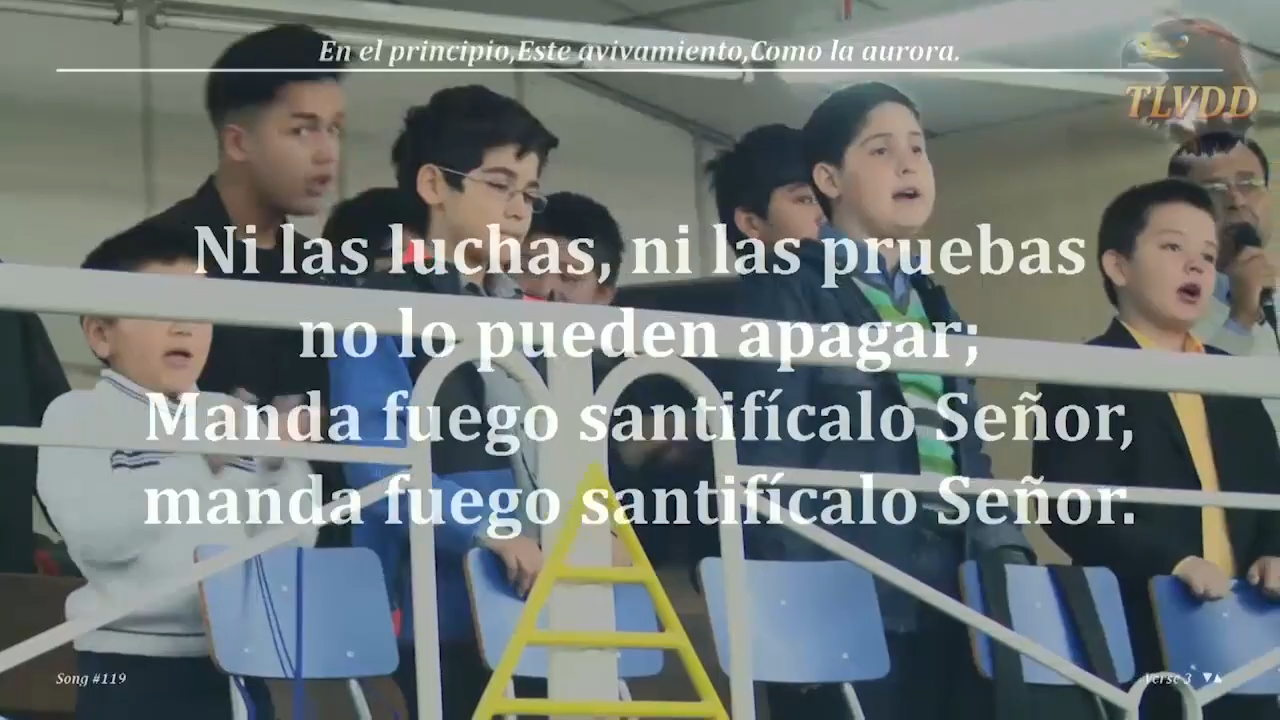 En el principio,Este avivamiento,Como la aurora.
TLVDD
Ni las luchas, ni las pruebas
no lo pueden apagar;
Manda fuego santifícalo Señor,
manda fuego santifícalo Señor.
Song #119
Verse 3 ▼▲